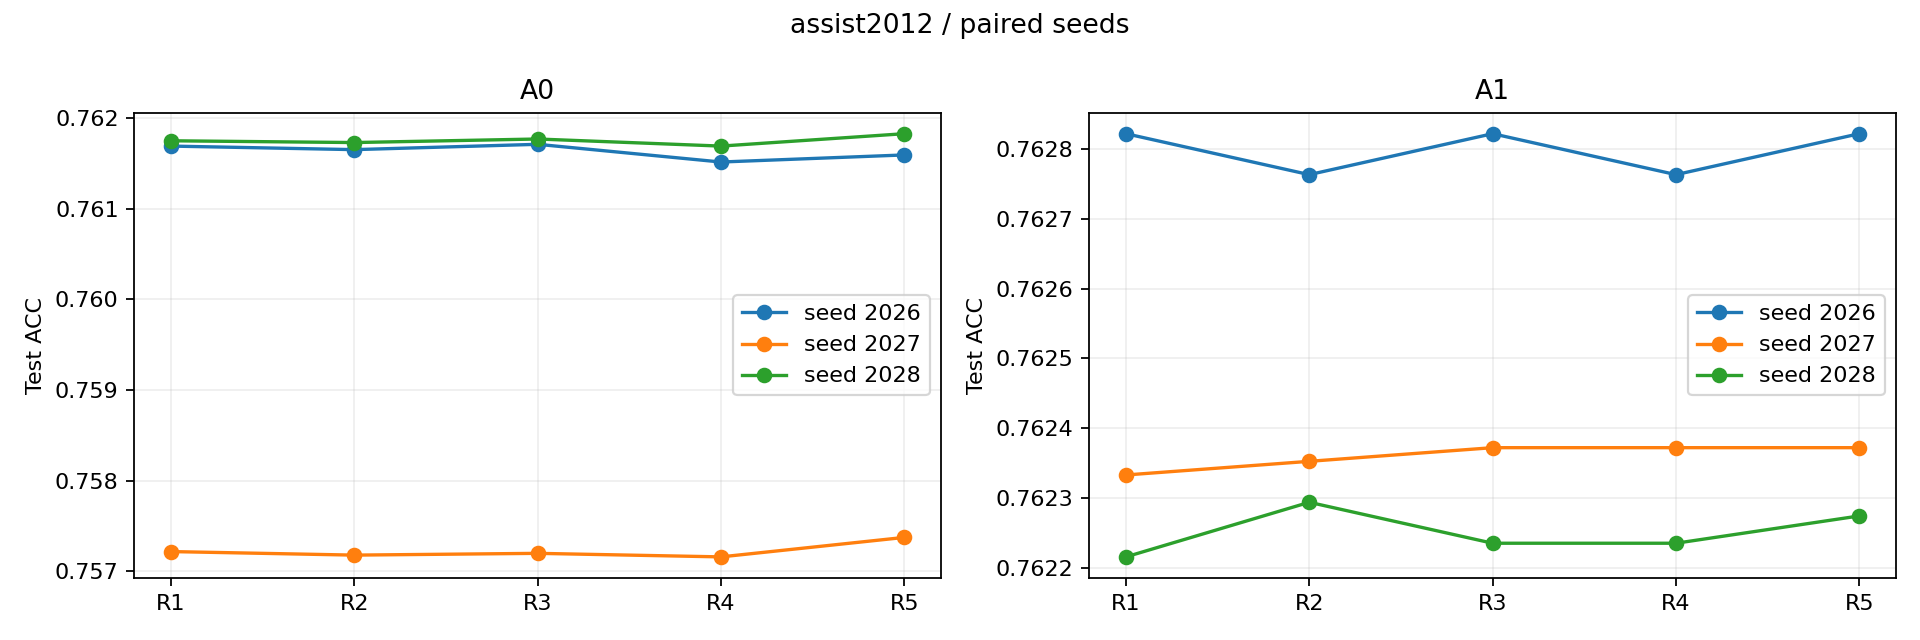 assist2012 / paired seeds
A0
Test ACC
0.762
0.761
0.760
0.759
0.758
0.757
R1 R2 R3 R4 R5
seed 2026
seed 2027
seed 2028
A1
Test ACC
0.7628
0.7627
0.7626
0.7625
0.7624
0.7623
0.7622
R1 R2 R3 R4 R5
seed 2026
seed 2027
seed 2028